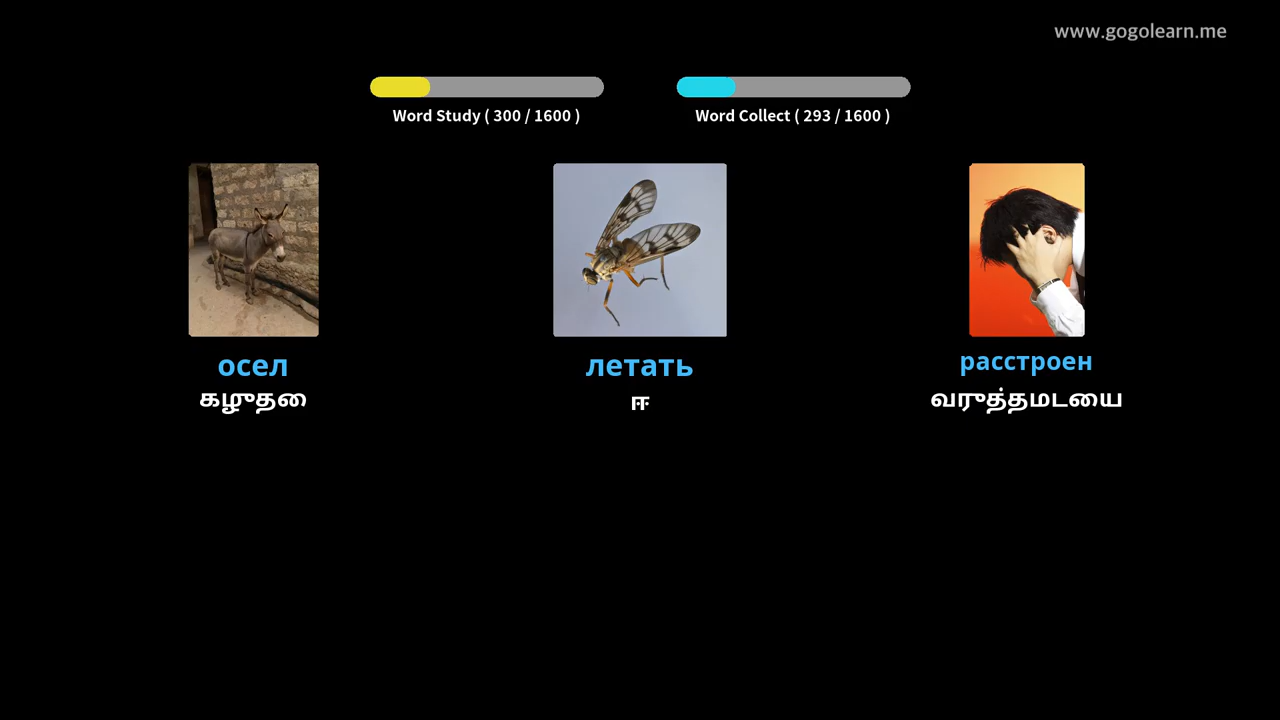 www.gogolearn.me
Word Study ( 300 / 1600 )
Word Collect ( 293 / 1600 )
осел
летать
расстроен
கழுதை
ஈ
வருத்தமடைய